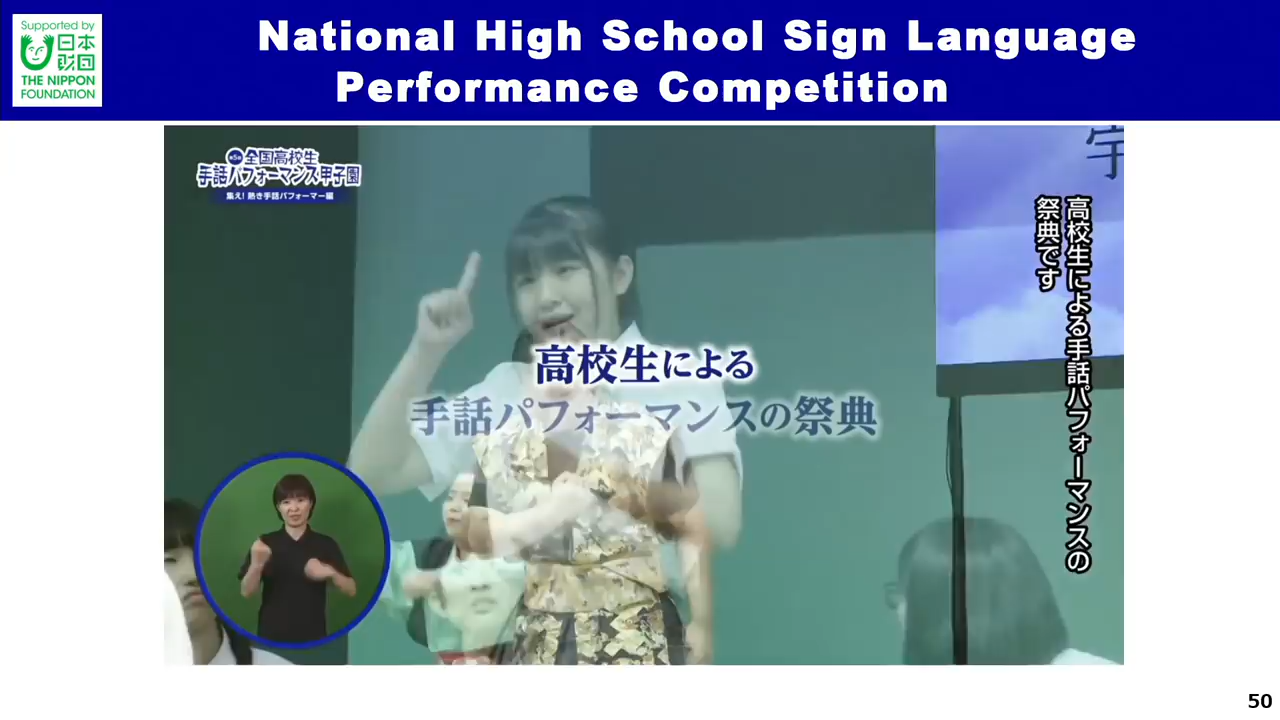 Supported by
日本
財団
THE NIPPON
FOUNDATION
National High School Sign Language
Performance Competition
第5回
全国高校生
手話パフォーマンス甲子園
集え! 熱き手話パフォーマー編
宇
高校生による手話パフォーマンスの
祭典です
高校生による
手話パフォーマンスの祭典
50